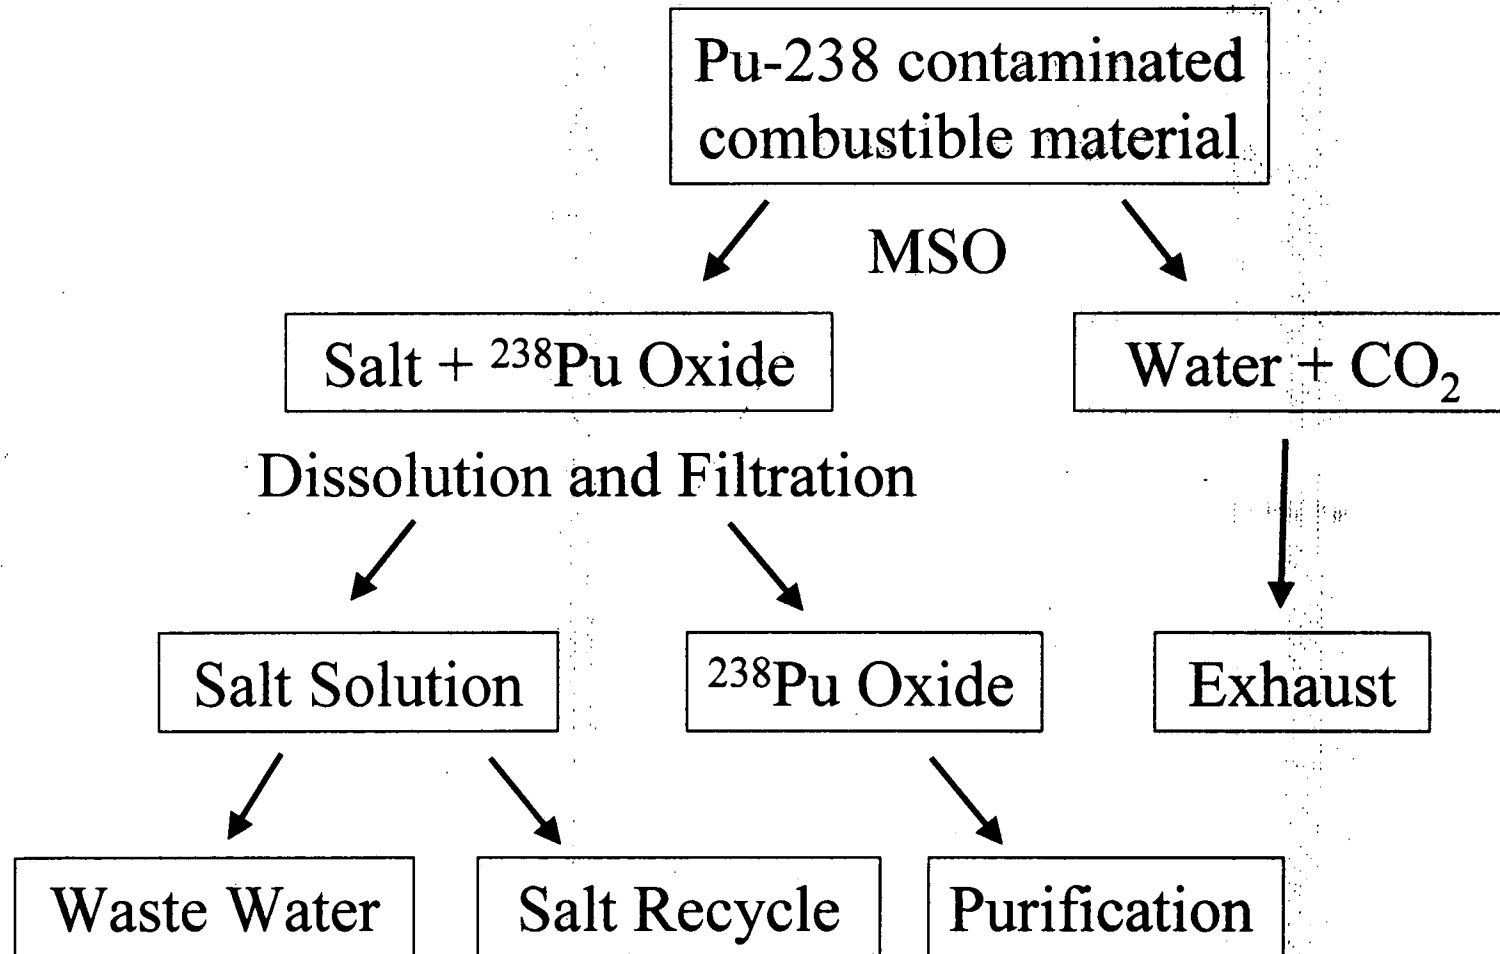 Pu-238 contaminated
combustible material
MSO
Salt + ²³⁸Pu Oxide
Water + CO₂
Dissolution and Filtration
Salt Solution
²³⁸Pu Oxide
Exhaust
Waste Water
Salt Recycle
Purification